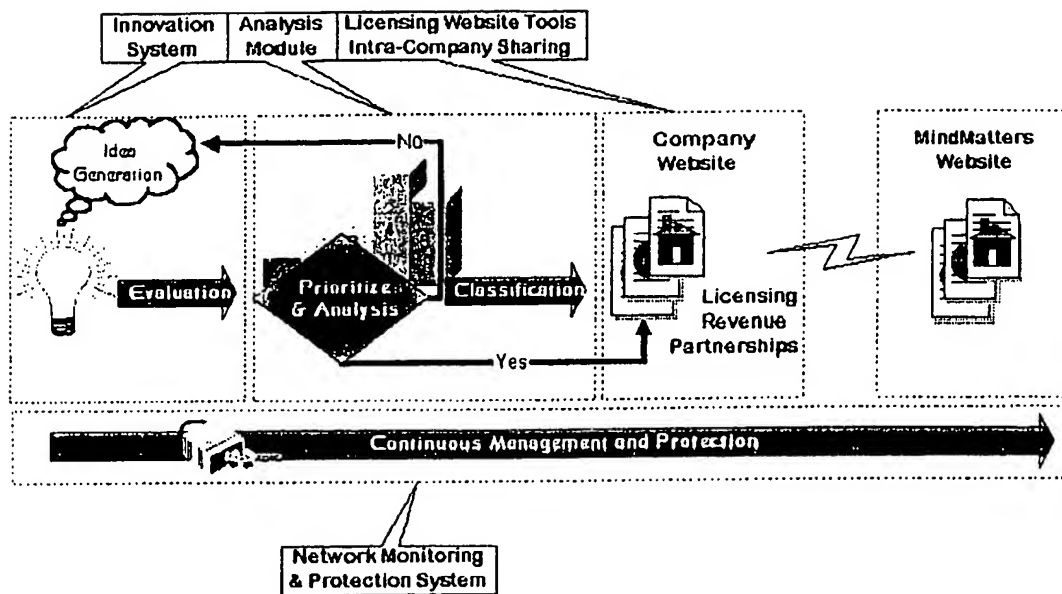 Innovation
System
Analysis
Module
Licensing Website Tools
Intra-Company Sharing
Idea
Generation
No
Company
Website
MindMatters
Website
Evaluation
Prioritize
& Analysis
Classification
Licensing
Revenue
Partnerships
Yes
Continuous Management and Protection
Network Monitoring
& Protection System